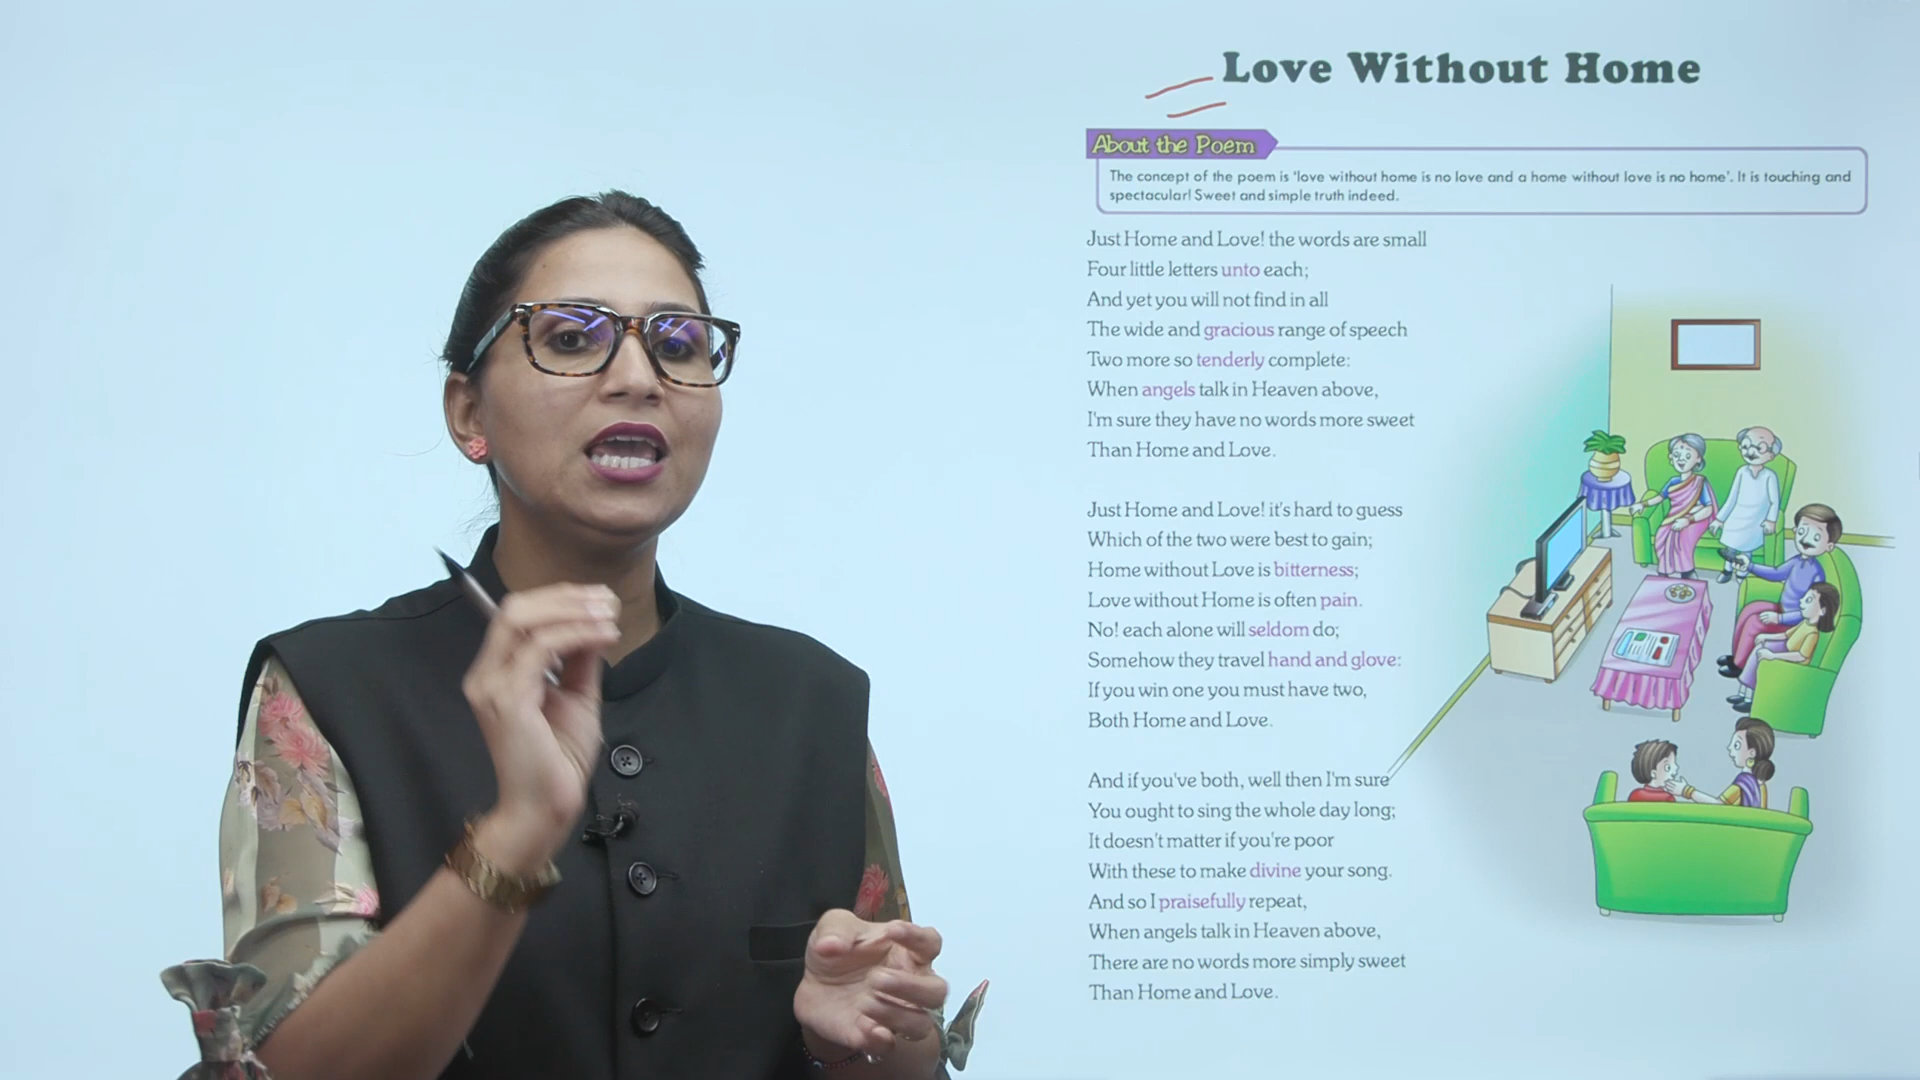 Love Without Home
About the Poem
The concept of the poem is 'love without home is no love and a home without love is no home'. It is touching and
spectacular! Sweet and simple truth indeed.
Just Home and Love! the words are small
Four little letters unto each;
And yet you will not find in all
The wide and gracious range of speech
Two more so tenderly complete:
When angels talk in Heaven above,
I'm sure they have no words more sweet
Than Home and Love.
Just Home and Love! it's hard to guess
Which of the two were best to gain;
Home without Love is bitterness;
Love without Home is often pain.
No! each alone will seldom do;
Somehow they travel hand and glove:
If you win one you must have two,
Both Home and Love.
And if you've both, well then I'm sure
You ought to sing the whole day long;
It doesn't matter if you're poor
With these to make divine your song.
And so I praisefully repeat,
When angels talk in Heaven above,
There are no words more simply sweet
Than Home and Love.